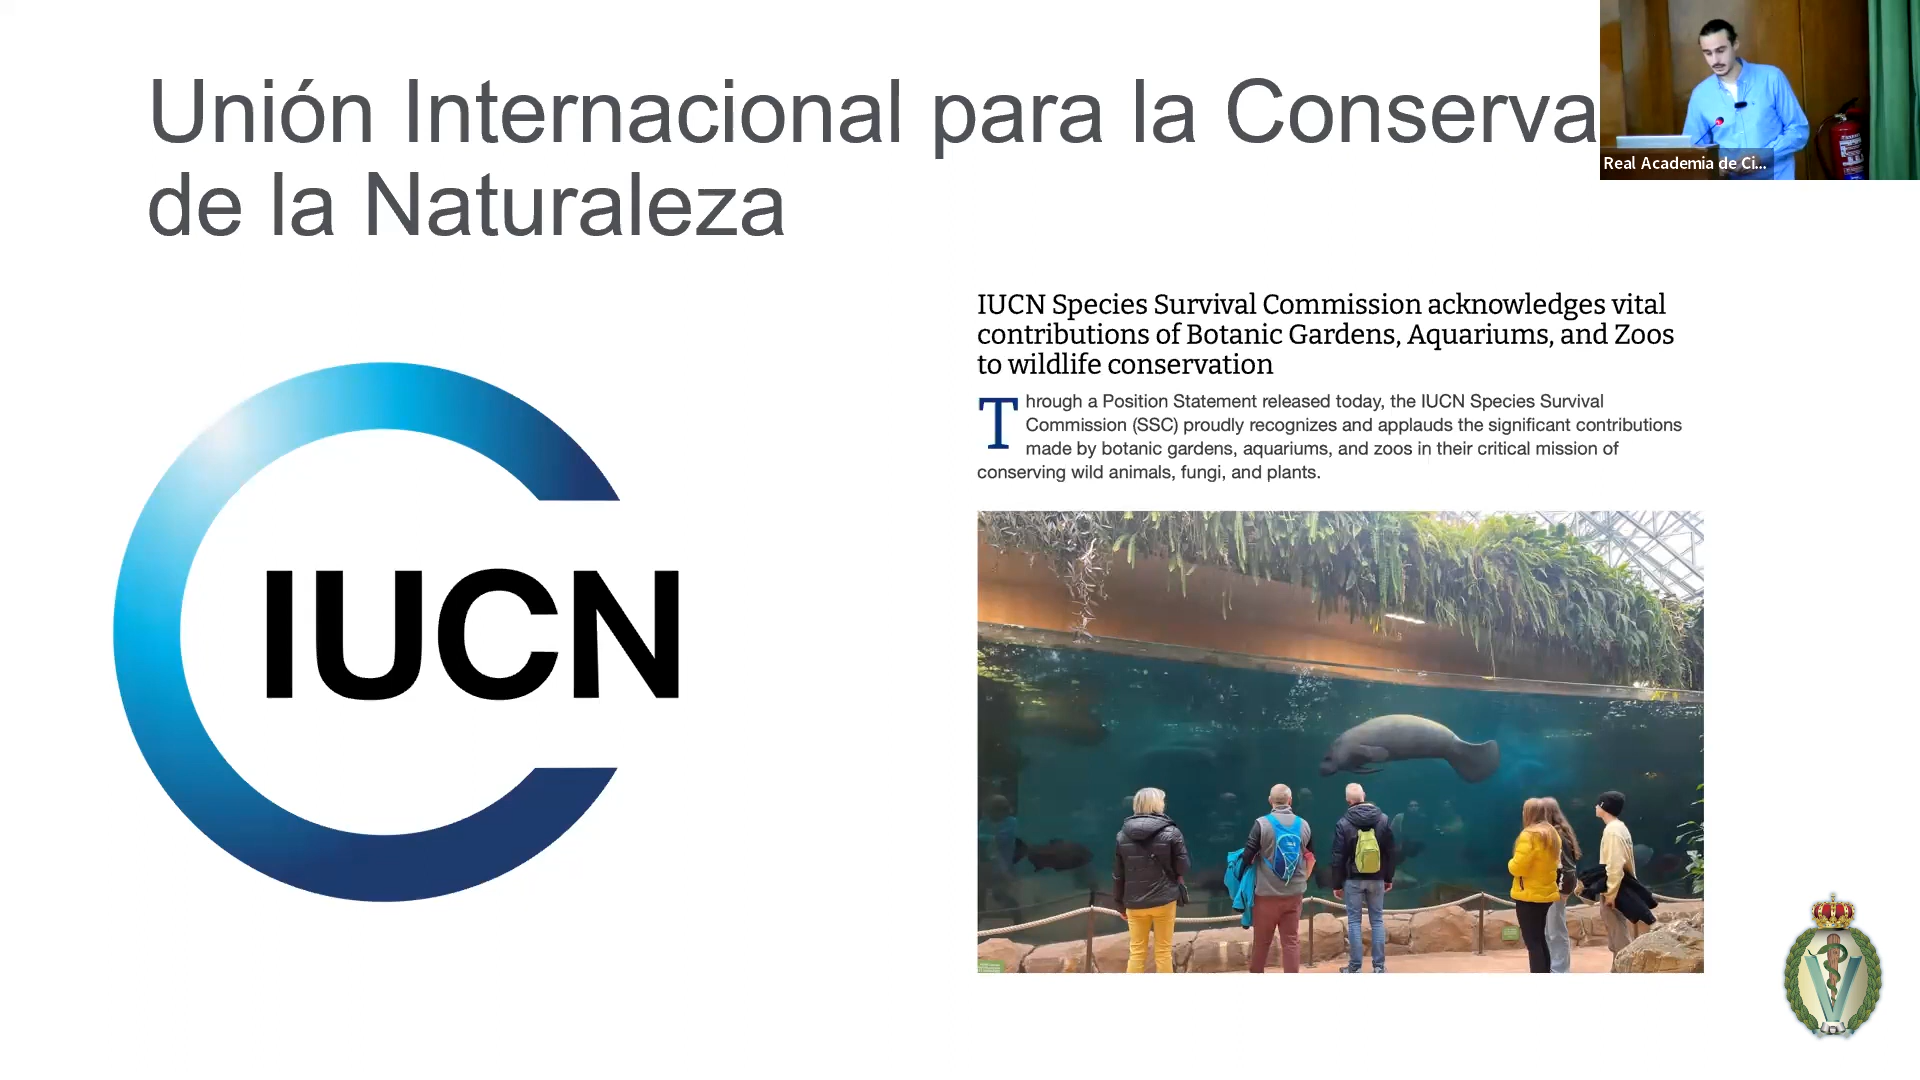 Unión Internacional para la Conserva
de la Naturaleza
Real Academia de Ci...
IUCN Species Survival Commission acknowledges vital
contributions of Botanic Gardens, Aquariums, and Zoos
to wildlife conservation
Through a Position Statement released today, the IUCN Species Survival
Commission (SSC) proudly recognizes and applauds the significant contributions
made by botanic gardens, aquariums, and zoos in their critical mission of
conserving wild animals, fungi, and plants.
IUCN
V